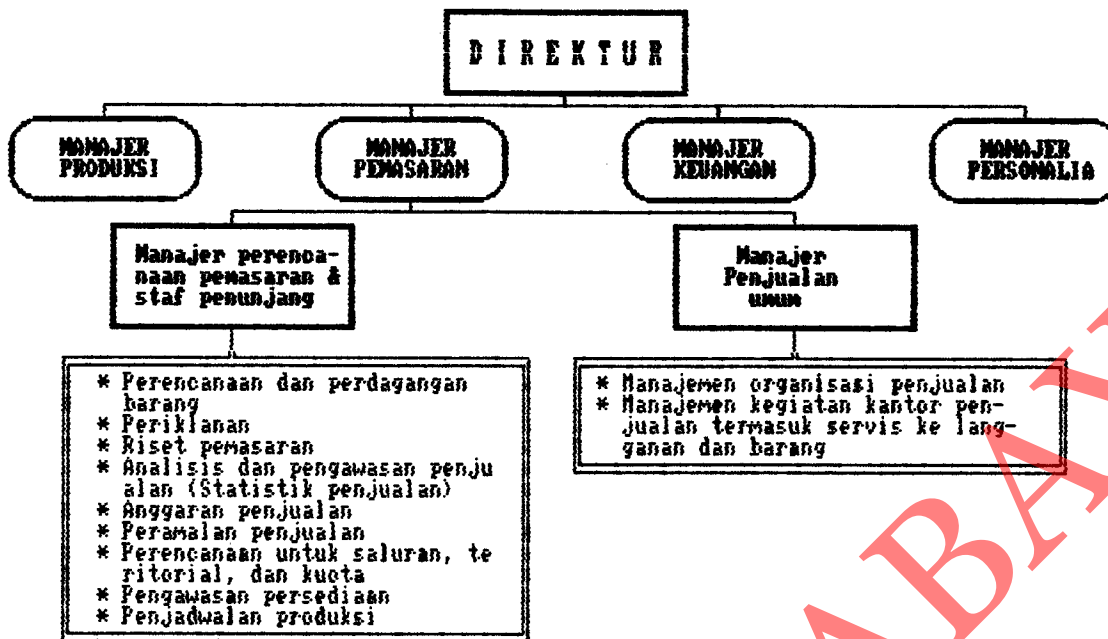 D I R E K T U R
MANAJER
PRODUKSI
MANAJER
PEMASARAN
MANAJER
KEUANGAN
MANAJER
PERSONALIA
Manajer perenca-
naan pemasaran &
staf penunjang
Manajer
Penjualan
umum
* Perencanaan dan perdagangan
barang
* Periklanan
* Riset pemasaran
* Analisis dan pengawasan penju
alan (Statistik penjualan)
* Anggaran penjualan
* Peramalan penjualan
* Perencanaan untuk saluran, te
ritorial, dan kuota
* Pengawasan persediaan
* Penjadwalan produksi
* Manajemen organisasi penjualan
* Manajemen kegiatan kantor pen-
jualan termasuk servis ke lang-
ganan dan barang
ABAY